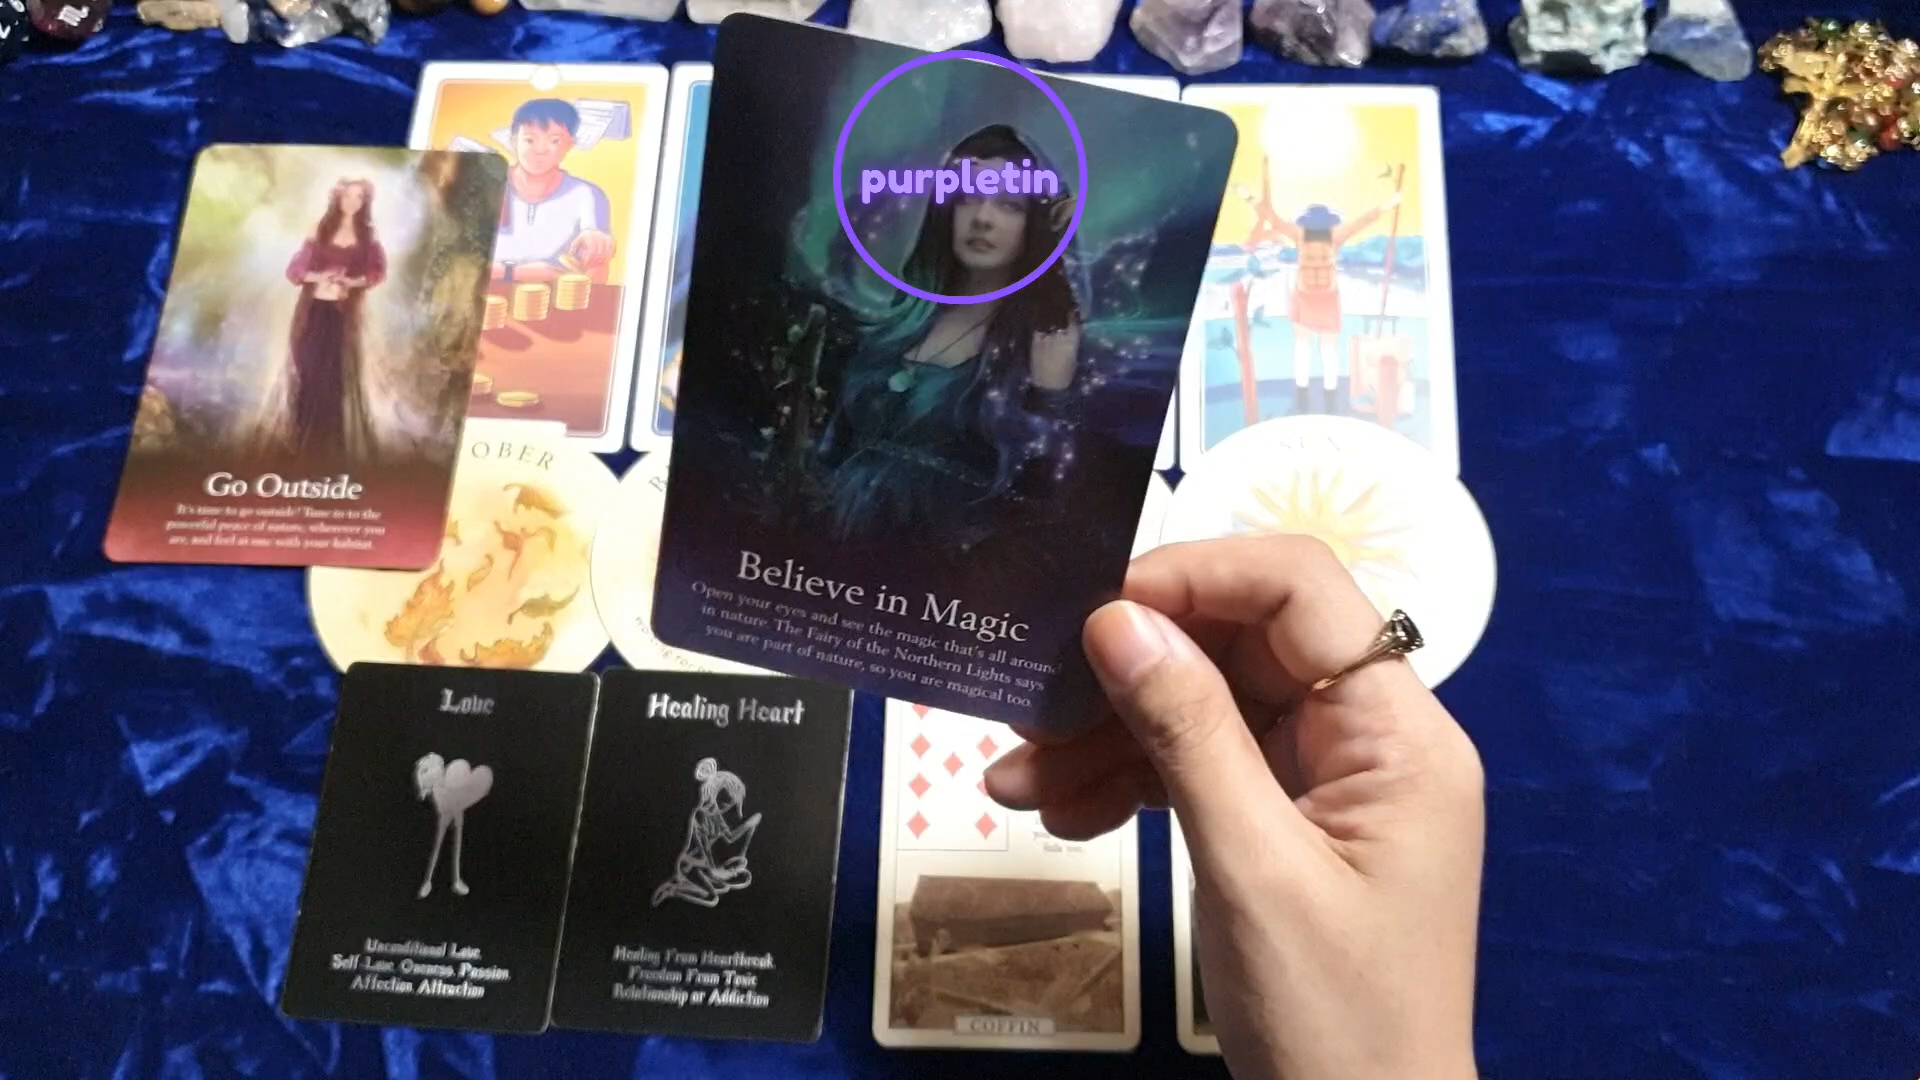 purpletin
Go Outside
It's time to go outside! Tune in to the
powerful peace of nature, wherever you
are, and feel at one with your habitat.
OBER
SUN
Believe in Magic
Open your eyes and see the magic that's all around
in nature. The Fairy of the Northern Lights says
you are part of nature, so you are magical too.
Love
Unconditional Love,
Self-Love, Oneness, Passion,
Affection, Attraction
Healing Heart
Healing From Heartbreak,
Freedom From Toxic
Relationship or Addiction
COFFIN